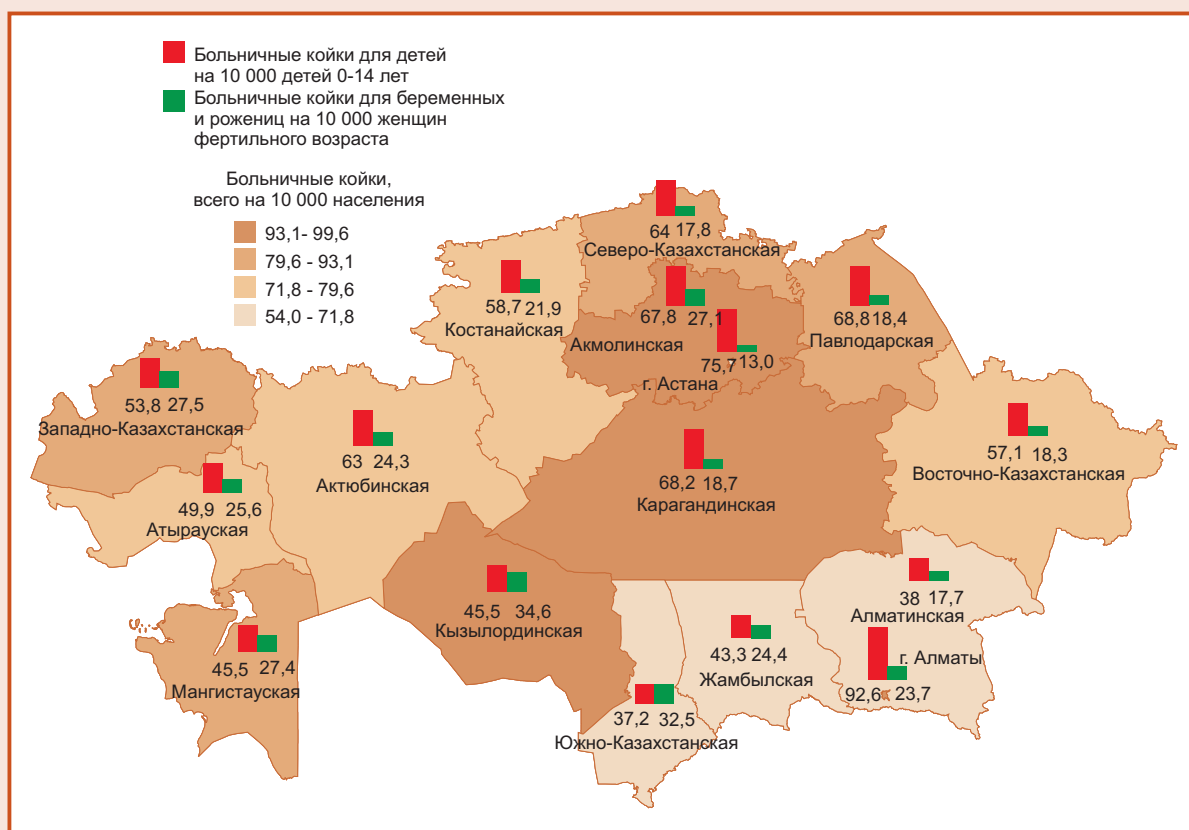 Больничные койки для детей
на 10 000 детей 0-14 лет
Больничные койки для беременных
и рожениц на 10 000 женщин
фертильного возраста
Больничные койки,
всего на 10 000 населения
93,1- 99,6
79,6 - 93,1
71,8 - 79,6
54,0 - 71,8
64 17,8
Северо-Казахстанская
58,7 21,9
Костанайская
67,8 27,1
Акмолинская
75,7 13,0
г. Астана
68,8 18,4
Павлодарская
53,8 27,5
Западно-Казахстанская
63 24,3
Актюбинская
49,9 25,6
Атырауская
68,2 18,7
Карагандинская
57,1 18,3
Восточно-Казахстанская
45,5 34,6
Кызылординская
45,5 27,4
Мангистауская
37,2 32,5
Южно-Казахстанская
43,3 24,4
Жамбылская
38 17,7
Алматинская
г. Алматы
92,6 23,7